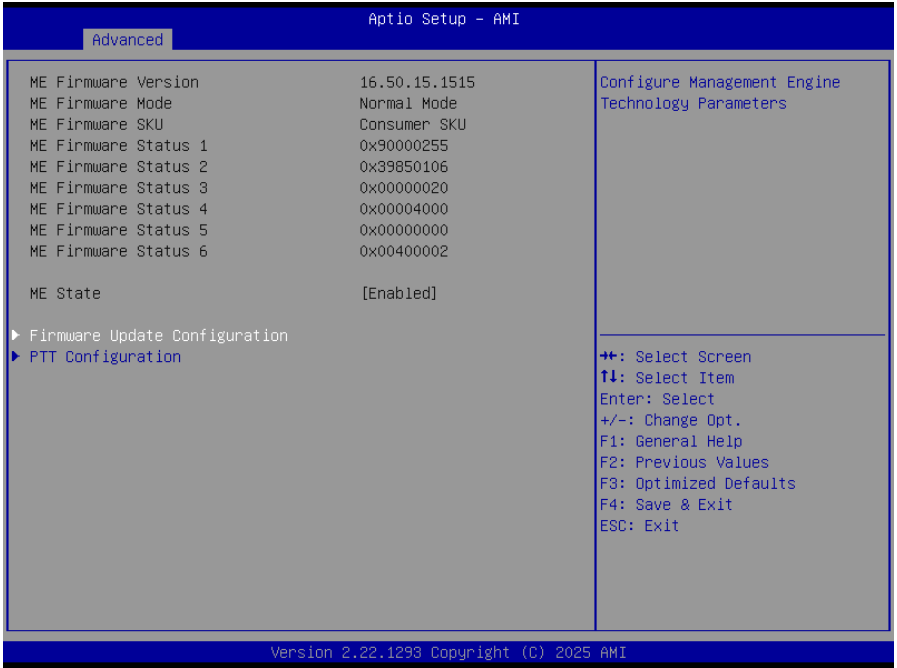 Aptio Setup - AMI
Advanced
ME Firmware Version 16.50.15.1515
ME Firmware Mode Normal Mode
ME Firmware SKU Consumer SKU
ME Firmware Status 1 0x90000255
ME Firmware Status 2 0x39850106
ME Firmware Status 3 0x00000020
ME Firmware Status 4 0x00004000
ME Firmware Status 5 0x00000000
ME Firmware Status 6 0x00400002
ME State [Enabled]
Firmware Update Configuration
PTT Configuration
Configure Management Engine
Technology Parameters
→←: Select Screen
↑↓: Select Item
Enter: Select
+/-: Change Opt.
F1: General Help
F2: Previous Values
F3: Optimized Defaults
F4: Save & Exit
ESC: Exit
Version 2.22.1293 Copyright (C) 2025 AMI